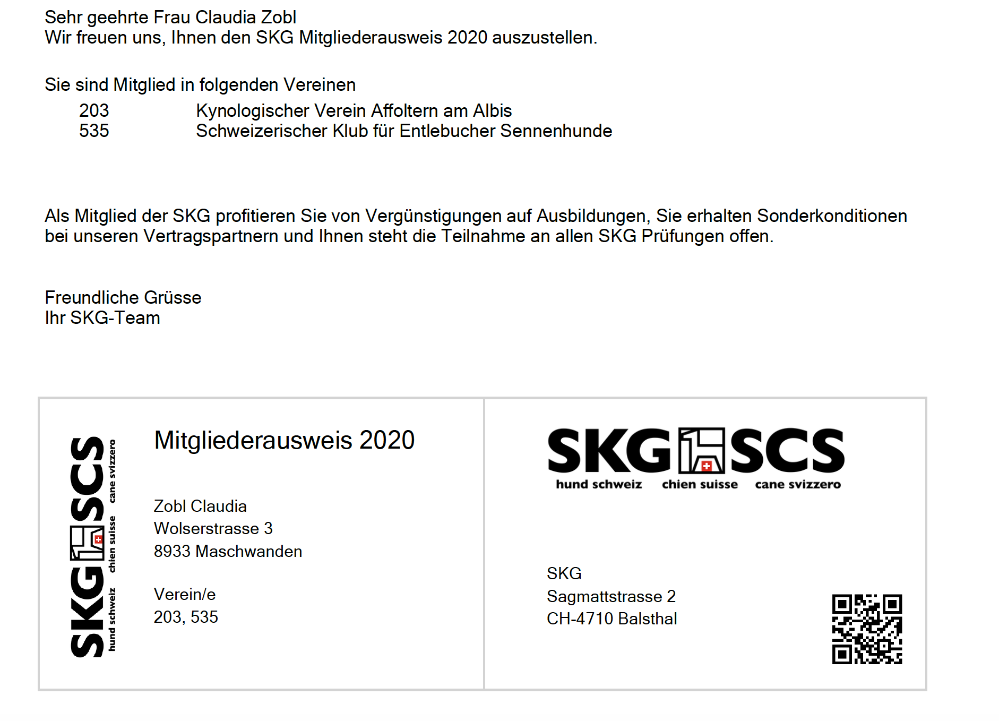 Sehr geehrte Frau Claudia Zobl
Wir freuen uns, Ihnen den SKG Mitgliederausweis 2020 auszustellen.
Sie sind Mitglied in folgenden Vereinen
203 Kynologischer Verein Affoltern am Albis
535 Schweizerischer Klub für Entlebucher Sennenhunde
Als Mitglied der SKG profitieren Sie von Vergünstigungen auf Ausbildungen, Sie erhalten Sonderkonditionen
bei unseren Vertragspartnern und Ihnen steht die Teilnahme an allen SKG Prüfungen offen.
Freundliche Grüsse
Ihr SKG-Team
SKG SCS
hund schweiz chien suisse cane svizzero
Mitgliederausweis 2020
Zobl Claudia
Wolserstrasse 3
8933 Maschwanden
Verein/e
203, 535
SKG SCS
hund schweiz chien suisse cane svizzero
SKG
Sagmattstrasse 2
CH-4710 Balsthal